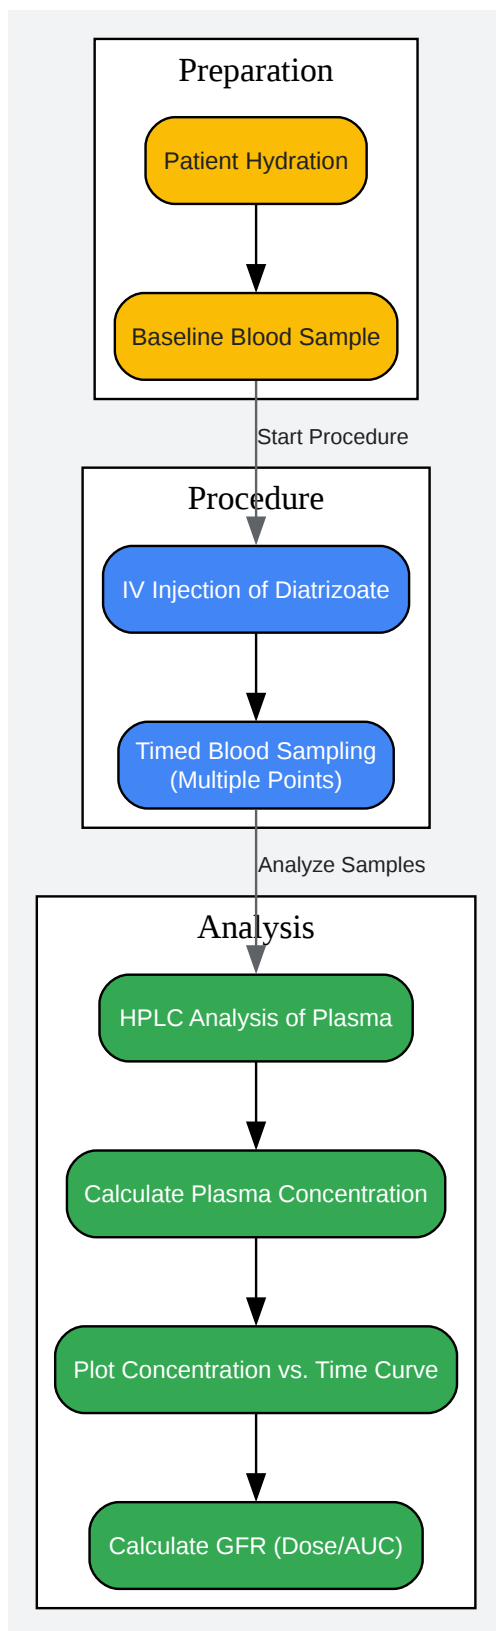 Preparation
Patient Hydration
Baseline Blood Sample
Start Procedure
Procedure
IV Injection of Diatrizoate
Timed Blood Sampling
(Multiple Points)
Analyze Samples
Analysis
HPLC Analysis of Plasma
Calculate Plasma Concentration
Plot Concentration vs. Time Curve
Calculate GFR (Dose/AUC)